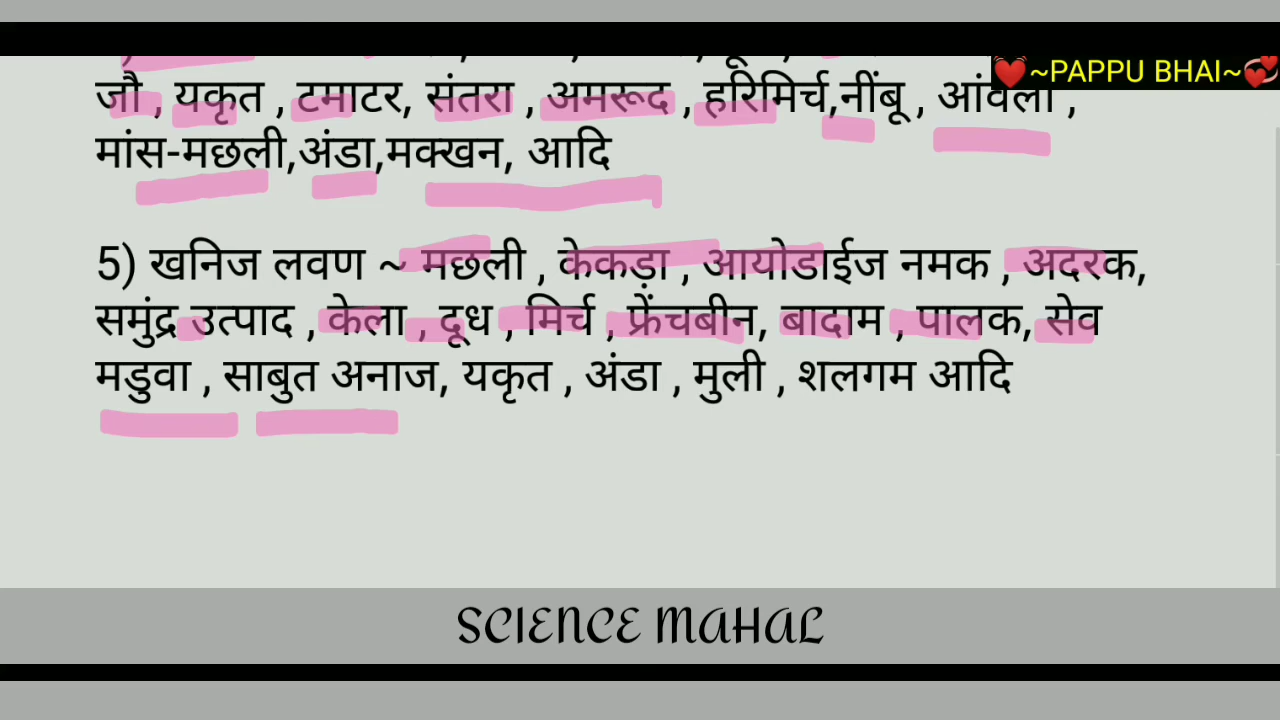 ❤️~PAPPU BHAI~💞
जौ , यकृत , टमाटर, संतरा , अमरूद , हरिमिर्च,नींबू , आंवला ,
मांस-मछली,अंडा,मक्खन, आदि
5) खनिज लवण ~ मछली , केकड़ा , आयोडाईज नमक , अदरक,
समुंद्र उत्पाद , केला , दूध , मिर्च , फ्रेंचबीन, बादाम , पालक, सेव
मडुवा , साबुत अनाज, यकृत , अंडा , मुली , शलगम आदि
SCIENCE MAHAL